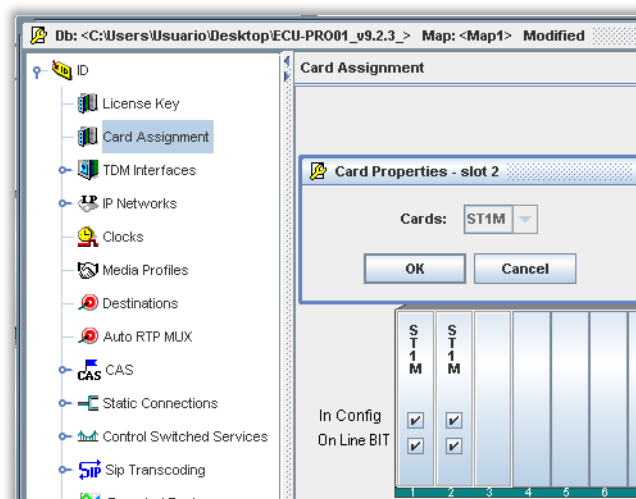 Db: <C:\Users\Usuario\Desktop\ECU-PRO01_v9.2.3_> Map: <Map1> Modified
ID
License Key
Card Assignment
TDM Interfaces
IP Networks
Clocks
Media Profiles
Destinations
Auto RTP MUX
CAS CAS
Static Connections
Control Switched Services
SIP Sip Transcoding
Card Assignment
Card Properties - slot 2
Cards: ST1M
OK Cancel
ST1M ST1M
In Config
On Line BIT
1 2 3 4 5 6